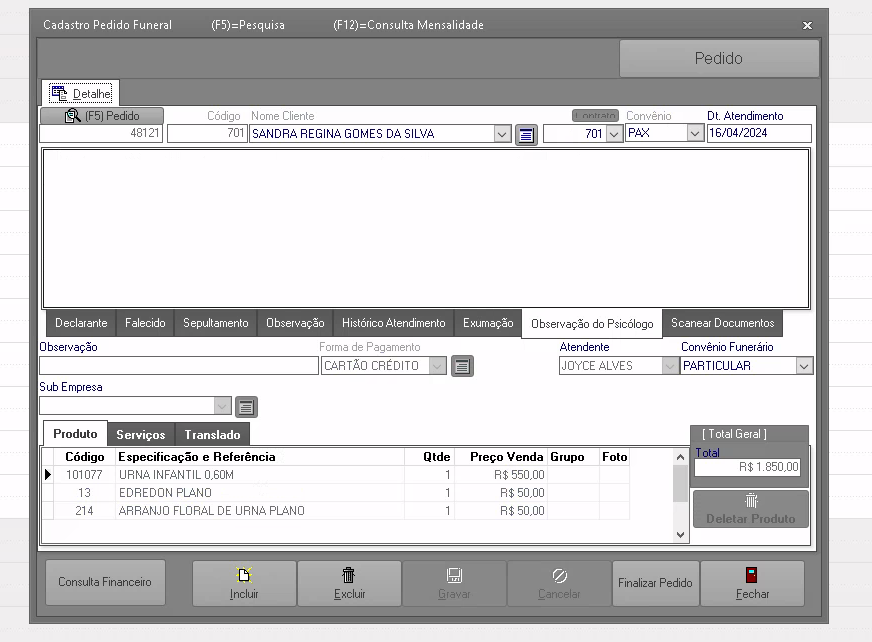 Cadastro Pedido Funeral (F5)=Pesquisa (F12)=Consulta Mensalidade
Pedido
Detalhe
(F5) Pedido Código Nome Cliente Contrato Convênio Dt. Atendimento
48121 701 SANDRA REGINA GOMES DA SILVA 701 PAX 16/04/2024
Declarante Falecido Sepultamento Observação Histórico Atendimento Exumação Observação do Psicólogo Scanear Documentos
Observação Forma de Pagamento Atendente Convênio Funerário
CARTÃO CRÉDITO JOYCE ALVES PARTICULAR
Sub Empresa
Produto Serviços Translado
[ Total Geral ]
Código Especificação e Referência Qtde Preço Venda Grupo Foto
Total
101077 URNA INFANTIL 0,60M 1 R$ 550,00
R$ 1.850,00
13 EDREDON PLANO 1 R$ 50,00
214 ARRANJO FLORAL DE URNA PLANO 1 R$ 50,00
Deletar Produto
Consulta Financeiro Incluir Excluir Gravar Cancelar Finalizar Pedido Fechar